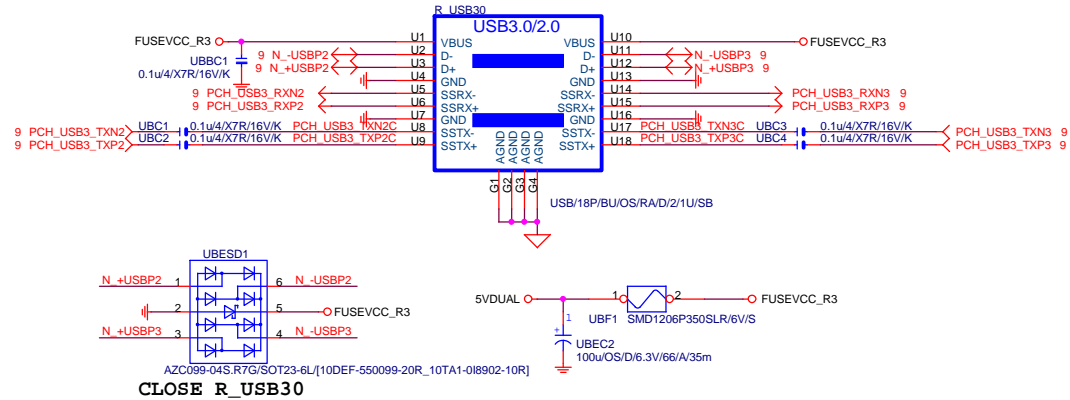 R_USB30
USB3.0/2.0
FUSEVCC_R3 U1 VBUS VBUS U10 FUSEVCC_R3
9 N_-USBP2 U2 D- D- U11 N_-USBP3 9
9 N_+USBP2 U3 D+ D+ U12 N_+USBP3 9
UBBC1
0.1u/4/X7R/16V/K
U4 GND GND U13
9 PCH_USB3_RXN2 U5 SSRX- SSRX- U14 PCH_USB3_RXN3 9
9 PCH_USB3_RXP2 U6 SSRX+ SSRX+ U15 PCH_USB3_RXP3 9
U7 GND GND U16
9 PCH_USB3_TXN2 UBC1 0.1u/4/X7R/16V/K PCH_USB3_TXN2C U8 SSTX- SSTX- U17 PCH_USB3_TXN3C UBC3 0.1u/4/X7R/16V/K PCH_USB3_TXN3 9
9 PCH_USB3_TXP2 UBC2 0.1u/4/X7R/16V/K PCH_USB3_TXP2C U9 SSTX+ SSTX+ U18 PCH_USB3_TXP3C UBC4 0.1u/4/X7R/16V/K PCH_USB3_TXP3 9
AGND AGND AGND AGND
G1 G2 G3 G4
USB/18P/BU/OS/RA/D/2/1U/SB
UBESD1
N_+USBP2 1 6 N_-USBP2
2 5 FUSEVCC_R3
N_+USBP3 3 4 N_-USBP3
AZC099-04S.R7G/SOT23-6L/[10DEF-550099-20R_10TA1-0I8902-10R]
CLOSE R_USB30
5VDUAL 1 2 FUSEVCC_R3
UBF1 SMD1206P350SLR/6V/S
1
+
UBEC2
100u/OS/D/6.3V/66/A/35m